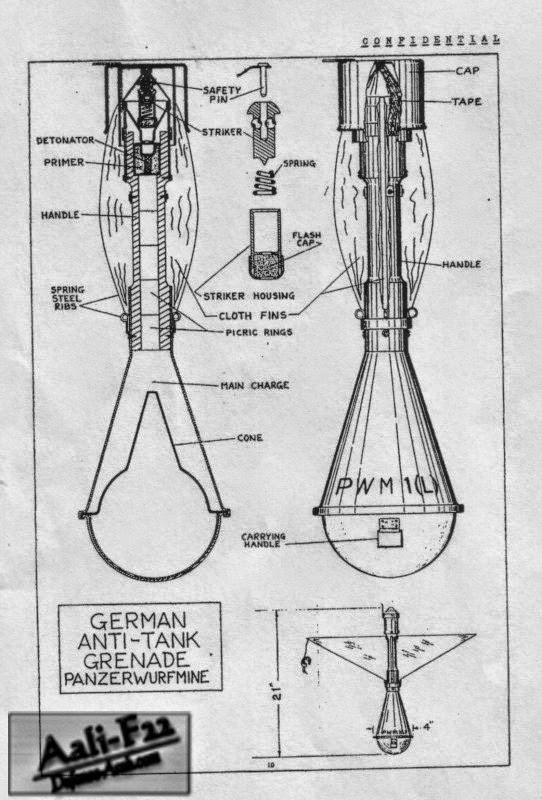 CONFIDENTIAL
SAFETY
PIN
STRIKER
DETONATOR
PRIMER
SPRING
HANDLE
FLASH
CAP
SPRING
STEEL
RIBS
STRIKER HOUSING
CLOTH FINS
PICRIC RINGS
MAIN CHARGE
CONE
CAP
TAPE
HANDLE
PWM 1(L)
CARRYING
HANDLE
GERMAN
ANTI-TANK
GRENADE
PANZERWURFMINE
21"
4"
10
Aali-Faa